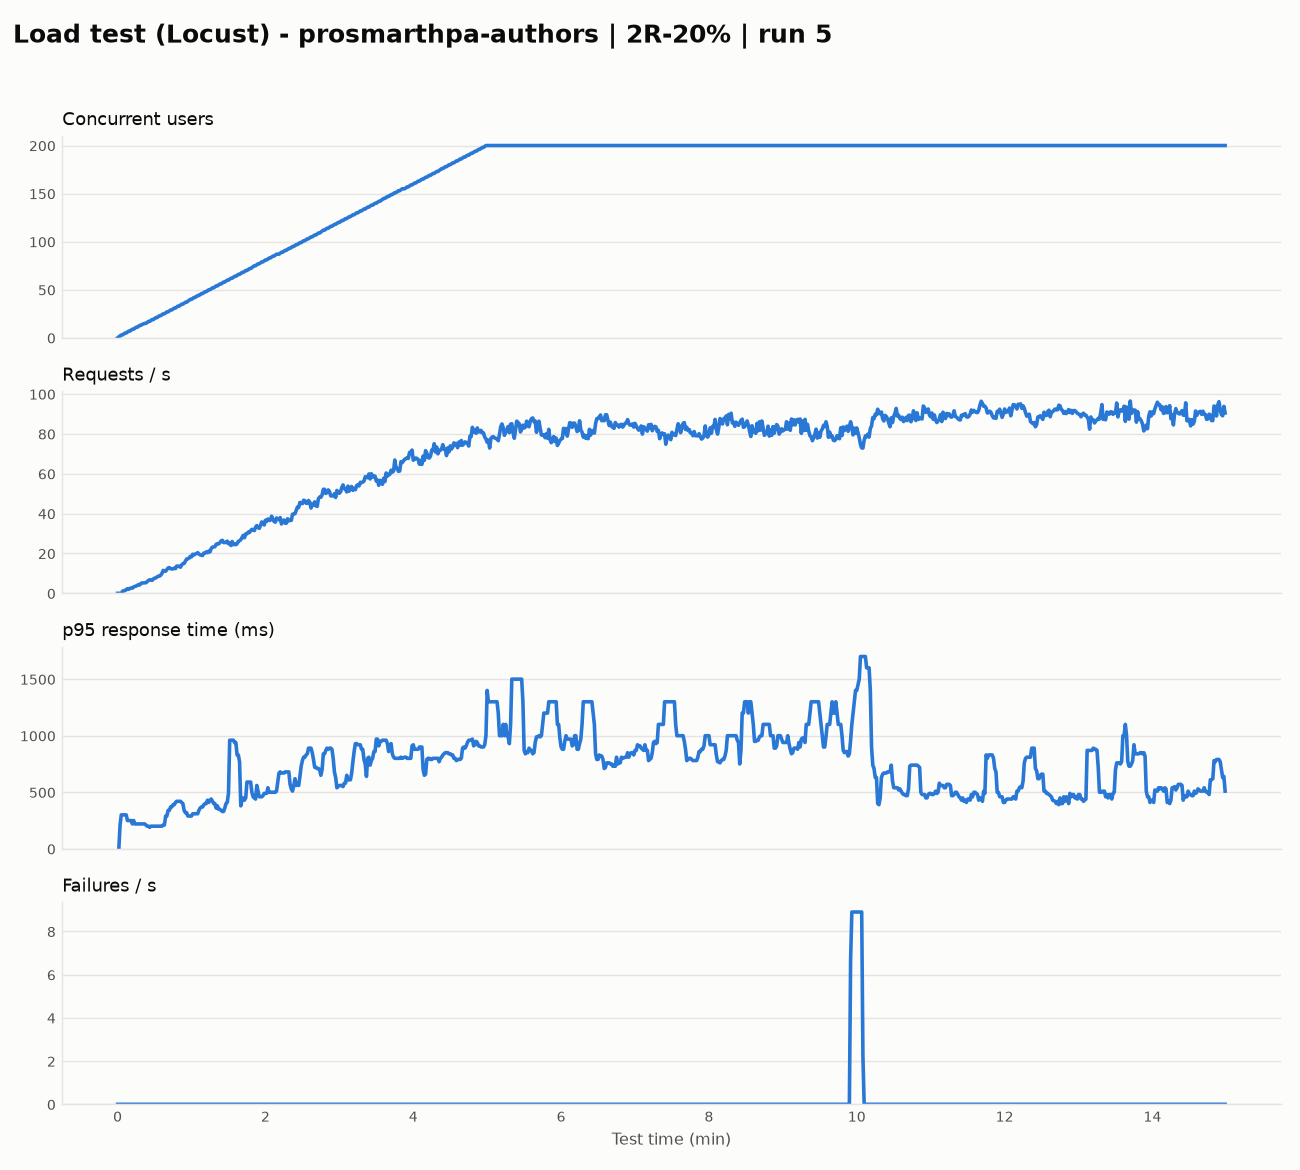 Load test (Locust) - prosmarthpa-authors | 2R-20% | run 5
Concurrent users
200
150
100
50
0
Requests / s
100
80
60
40
20
0
p95 response time (ms)
1500
1000
500
0
Failures / s
8
6
4
2
0
0 2 4 6 8 10 12 14
Test time (min)